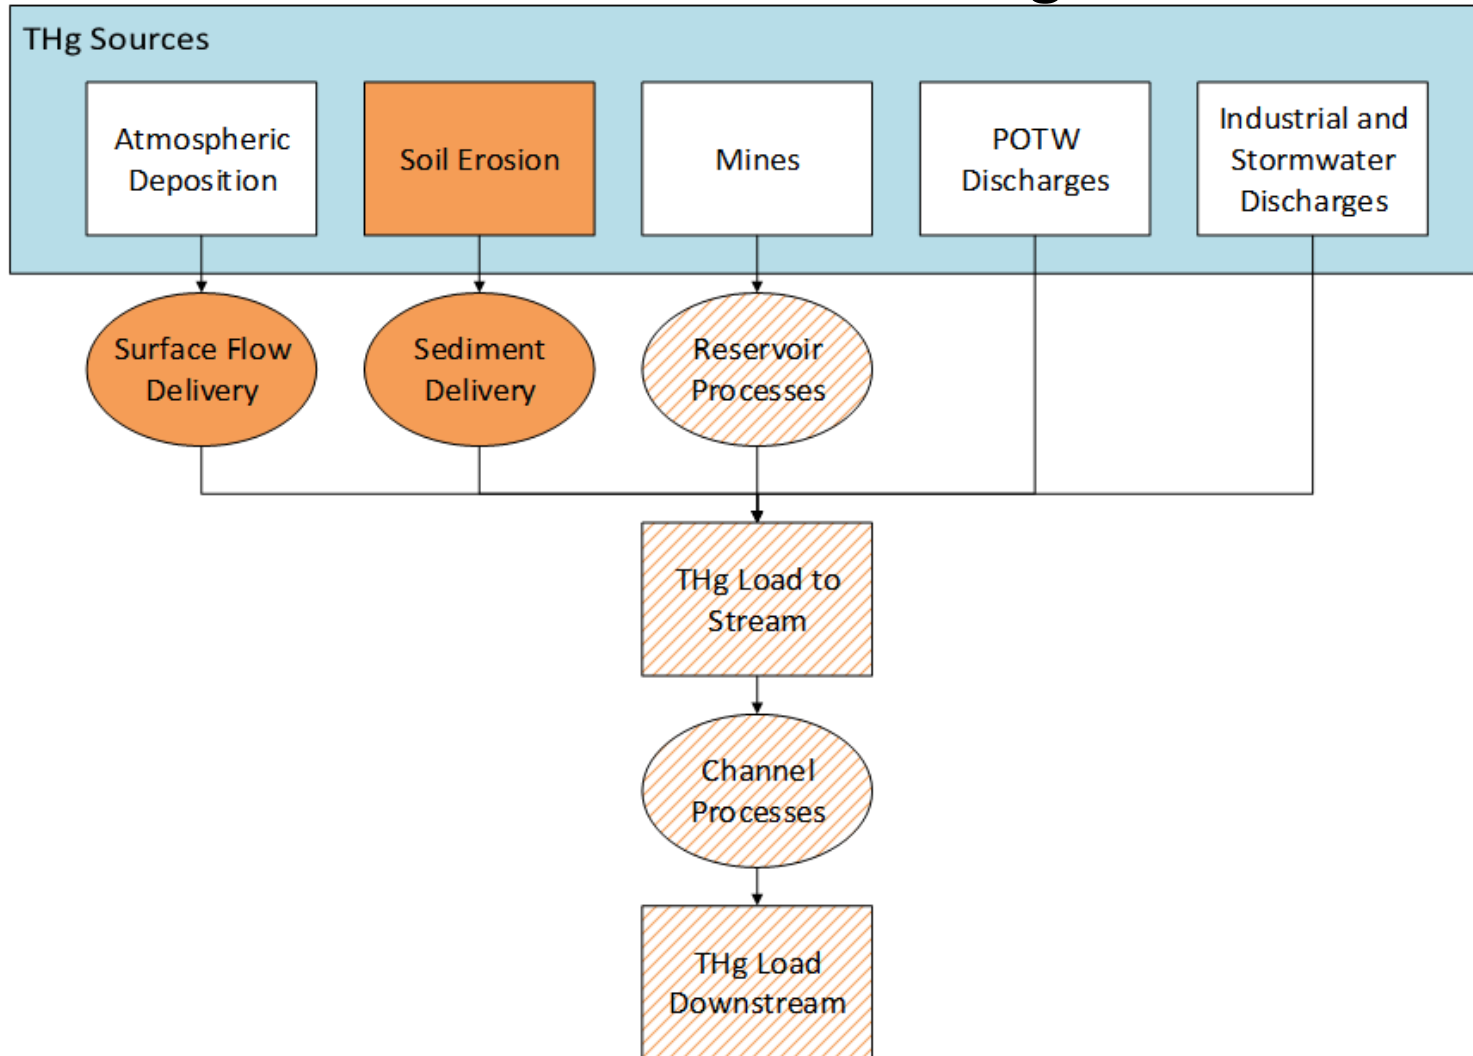 THg Sources
Atmospheric
Deposition
Soil Erosion
Mines
POTW
Discharges
Industrial and
Stormwater
Discharges
Surface Flow
Delivery
Sediment
Delivery
Reservoir
Processes
THg Load to
Stream
Channel
Processes
THg Load
Downstream